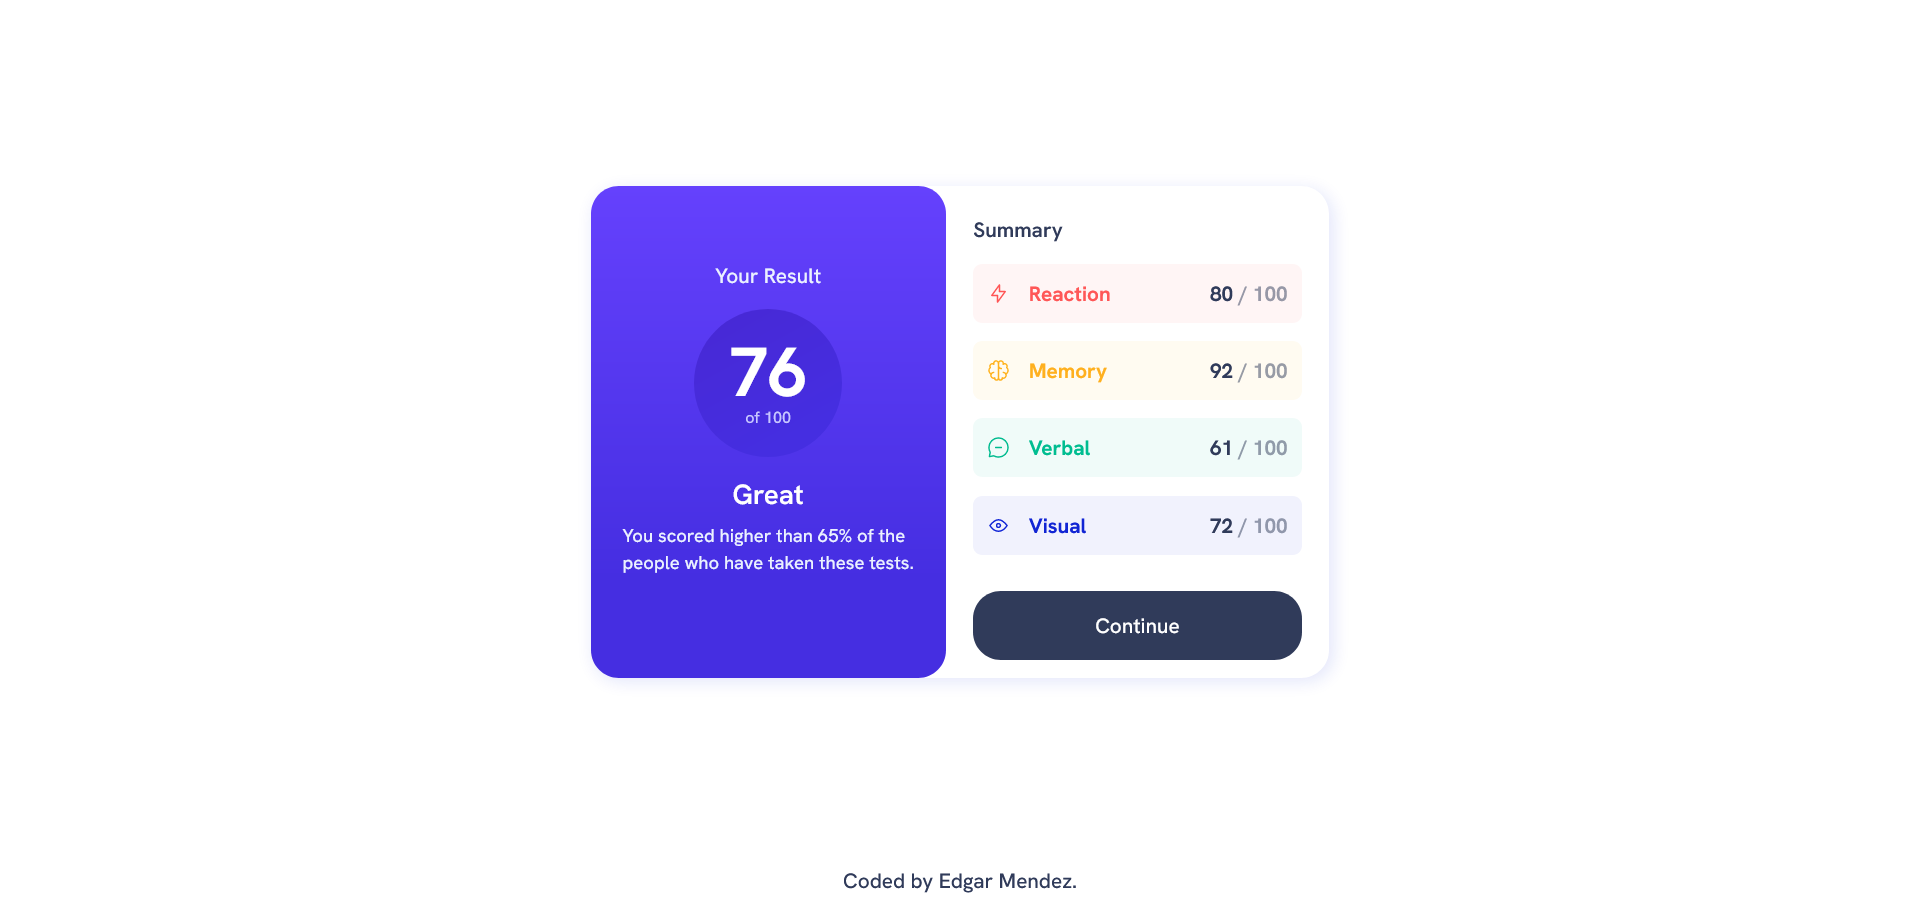 Your Result
76
of 100
Great
You scored higher than 65% of the
people who have taken these tests.
Summary
Reaction 80 / 100
Memory 92 / 100
Verbal 61 / 100
Visual 72 / 100
Continue
Coded by Edgar Mendez.